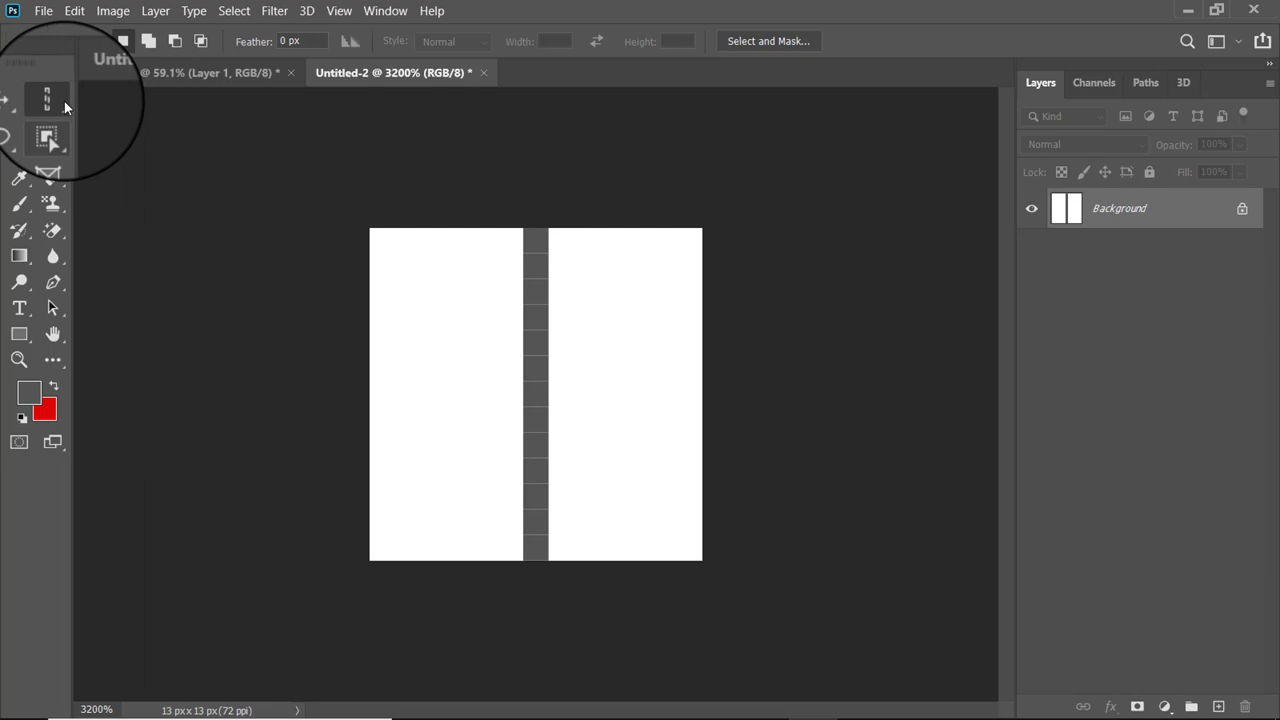 Ps File Edit Image Layer Type Select Filter 3D View Window Help
Feather: 0 px Style: Normal Width: Height: Select and Mask...
Untit @ 59.1% (Layer 1, RGB/8) * × Untitled-2 @ 3200% (RGB/8) * ×
Layers Channels Paths 3D
Kind
Normal Opacity: 100%
Lock: Fill: 100%
Background
T
3200% 13 px x 13 px (72 ppi)